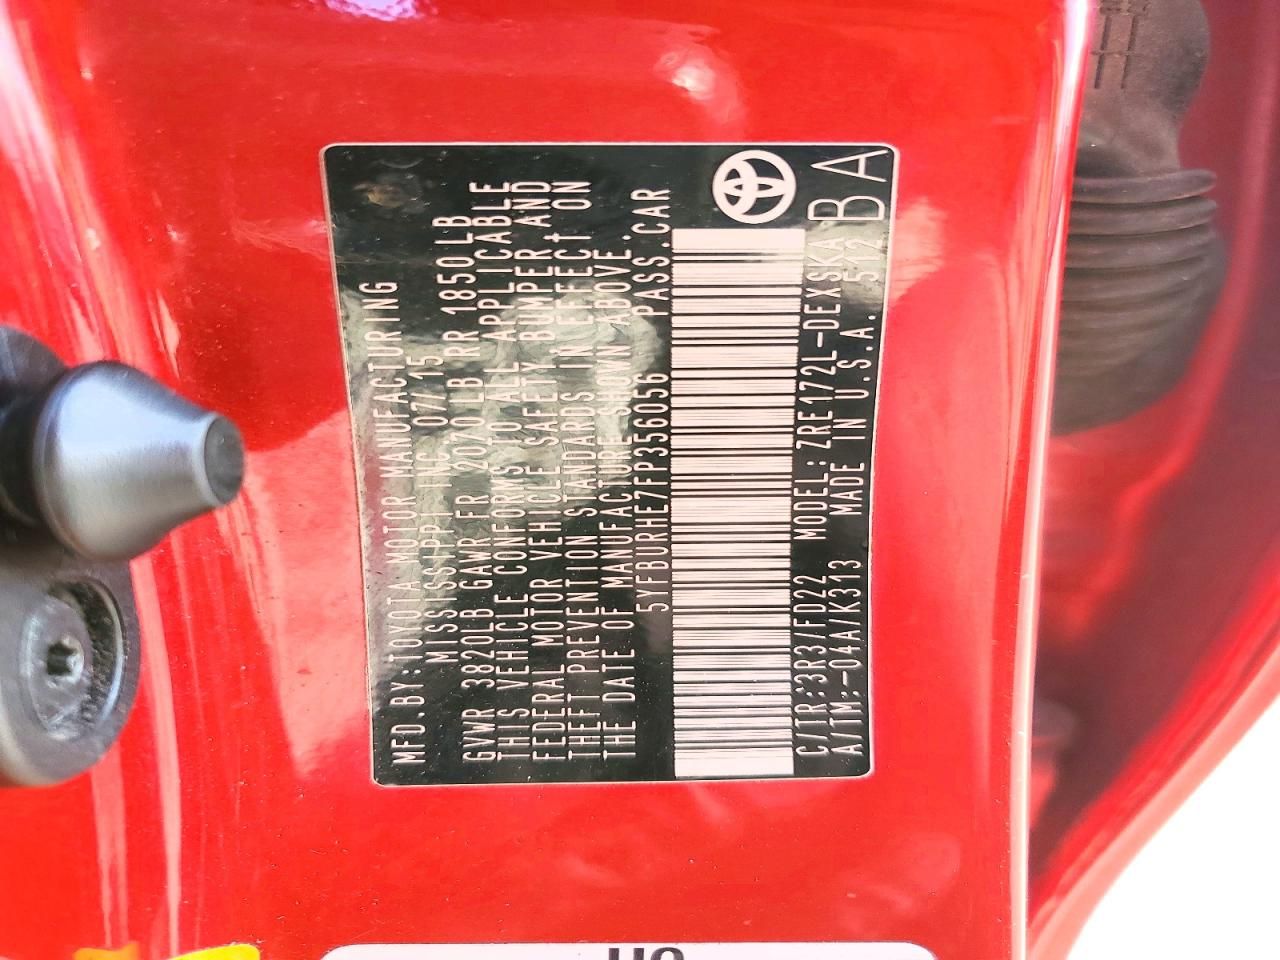 MFD.BY:TOYOTA MOTOR MANUFACTURING
MISSISSIPPI INC 07/15
GVWR 3820LB GAWR FR 2020 LB RR 1850LB
THIS VEHICLE CONFORMS TO ALL APPLICABLE
FEDERAL MOTOR VEHICLE SAFETY BUMPER AND
THEFT PREVENTION STANDARDS IN EFFECT ON
THE DATE OF MANUFACTURE SHOWN ABOVE.
5YFBURHE7FP356056 PASS.CAR
C/TR:3R3/FD22 MODEL:ZRE172L-DEXSKA BA
A/TM:-04A/K313 MADE IN U.S.A. 512